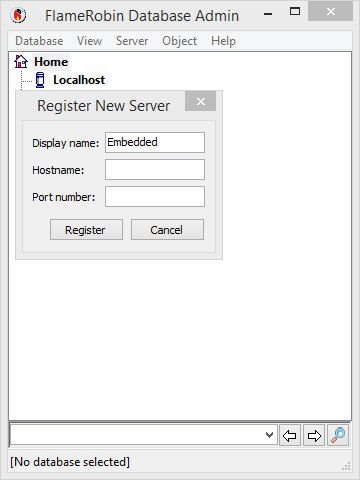 FlameRobin Database Admin
Database View Server Object Help
Home
Localhost
Register New Server
Display name: Embedded
Hostname:
Port number:
Register Cancel
[No database selected]